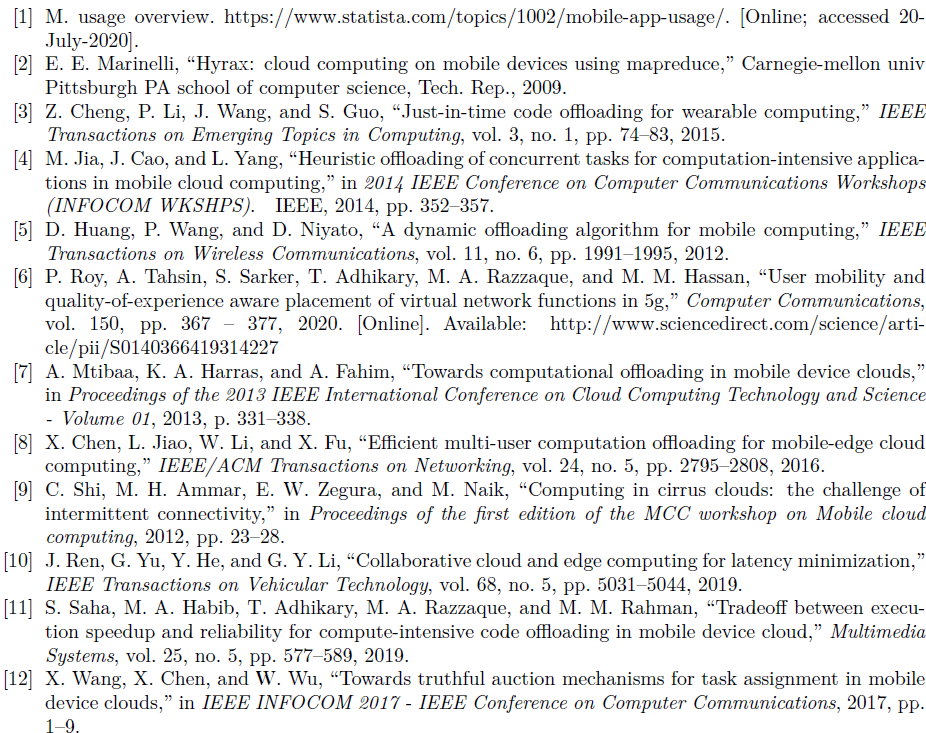 [1] M. usage overview. https://www.statista.com/topics/1002/mobile-app-usage/. [Online; accessed 20-
July-2020].
[2] E. E. Marinelli, “Hyrax: cloud computing on mobile devices using mapreduce,” Carnegie-mellon univ
Pittsburgh PA school of computer science, Tech. Rep., 2009.
[3] Z. Cheng, P. Li, J. Wang, and S. Guo, “Just-in-time code offloading for wearable computing,” IEEE
Transactions on Emerging Topics in Computing, vol. 3, no. 1, pp. 74–83, 2015.
[4] M. Jia, J. Cao, and L. Yang, “Heuristic offloading of concurrent tasks for computation-intensive applica-
tions in mobile cloud computing,” in 2014 IEEE Conference on Computer Communications Workshops
(INFOCOM WKSHPS). IEEE, 2014, pp. 352–357.
[5] D. Huang, P. Wang, and D. Niyato, “A dynamic offloading algorithm for mobile computing,” IEEE
Transactions on Wireless Communications, vol. 11, no. 6, pp. 1991–1995, 2012.
[6] P. Roy, A. Tahsin, S. Sarker, T. Adhikary, M. A. Razzaque, and M. M. Hassan, “User mobility and
quality-of-experience aware placement of virtual network functions in 5g,” Computer Communications,
vol. 150, pp. 367 – 377, 2020. [Online]. Available: http://www.sciencedirect.com/science/arti-
cle/pii/S0140366419314227
[7] A. Mtibaa, K. A. Harras, and A. Fahim, “Towards computational offloading in mobile device clouds,”
in Proceedings of the 2013 IEEE International Conference on Cloud Computing Technology and Science
- Volume 01, 2013, p. 331–338.
[8] X. Chen, L. Jiao, W. Li, and X. Fu, “Efficient multi-user computation offloading for mobile-edge cloud
computing,” IEEE/ACM Transactions on Networking, vol. 24, no. 5, pp. 2795–2808, 2016.
[9] C. Shi, M. H. Ammar, E. W. Zegura, and M. Naik, “Computing in cirrus clouds: the challenge of
intermittent connectivity,” in Proceedings of the first edition of the MCC workshop on Mobile cloud
computing, 2012, pp. 23–28.
[10] J. Ren, G. Yu, Y. He, and G. Y. Li, “Collaborative cloud and edge computing for latency minimization,”
IEEE Transactions on Vehicular Technology, vol. 68, no. 5, pp. 5031–5044, 2019.
[11] S. Saha, M. A. Habib, T. Adhikary, M. A. Razzaque, and M. M. Rahman, “Tradeoff between execu-
tion speedup and reliability for compute-intensive code offloading in mobile device cloud,” Multimedia
Systems, vol. 25, no. 5, pp. 577–589, 2019.
[12] X. Wang, X. Chen, and W. Wu, “Towards truthful auction mechanisms for task assignment in mobile
device clouds,” in IEEE INFOCOM 2017 - IEEE Conference on Computer Communications, 2017, pp.
1–9.